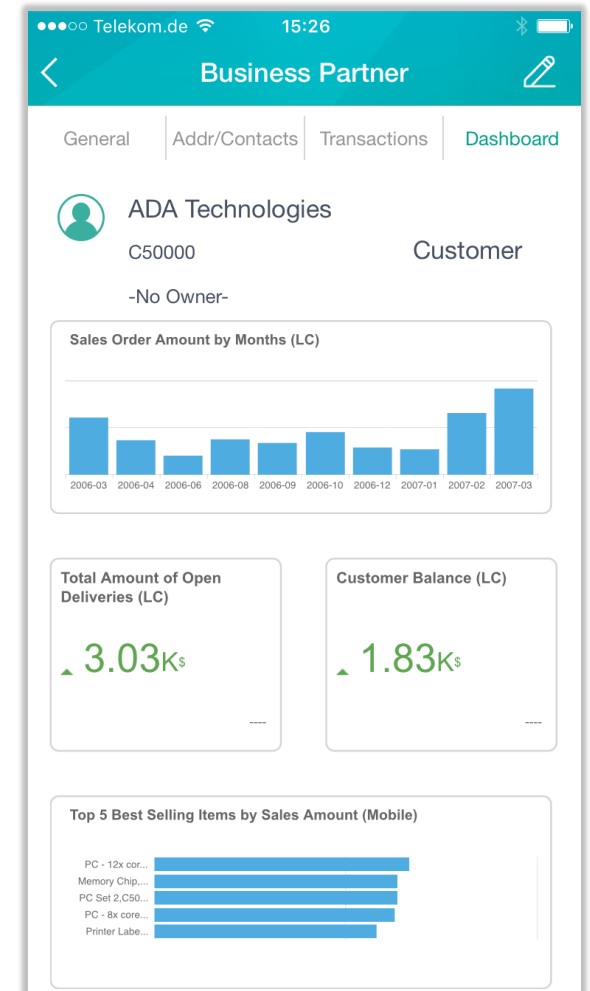 Telekom.de 15:26
Business Partner
General Addr/Contacts Transactions Dashboard
ADA Technologies
C50000 Customer
-No Owner-
Sales Order Amount by Months (LC)
2006-03 2006-04 2006-06 2006-08 2006-09 2006-10 2006-12 2007-01 2007-02 2007-03
Total Amount of Open
Deliveries (LC)
3.03K$
----
Customer Balance (LC)
1.83K$
----
Top 5 Best Selling Items by Sales Amount (Mobile)
PC - 12x cor...
Memory Chip,...
PC Set 2,C50...
PC - 8x core...
Printer Labe...